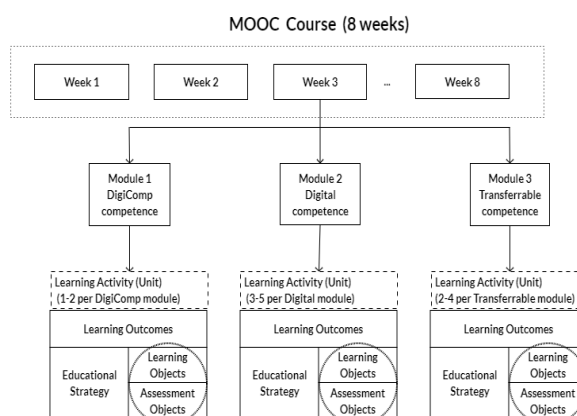 MOOC Course (8 weeks)
Week 1
Week 2
Week 3
...
Week 8
Module 1
DigiComp
competence
Module 2
Digital
competence
Module 3
Transferrable
competence
Learning Activity (Unit)
(1-2 per DigiComp module)
Learning Outcomes
Educational
Strategy
Learning
Objects
Assessment
Objects
Learning Activity (Unit)
(3-5 per Digital module)
Learning Outcomes
Educational
Strategy
Learning
Objects
Assessment
Objects
Learning Activity (Unit)
(2-4 per Transferrable module)
Learning Outcomes
Educational
Strategy
Learning
Objects
Assessment
Objects